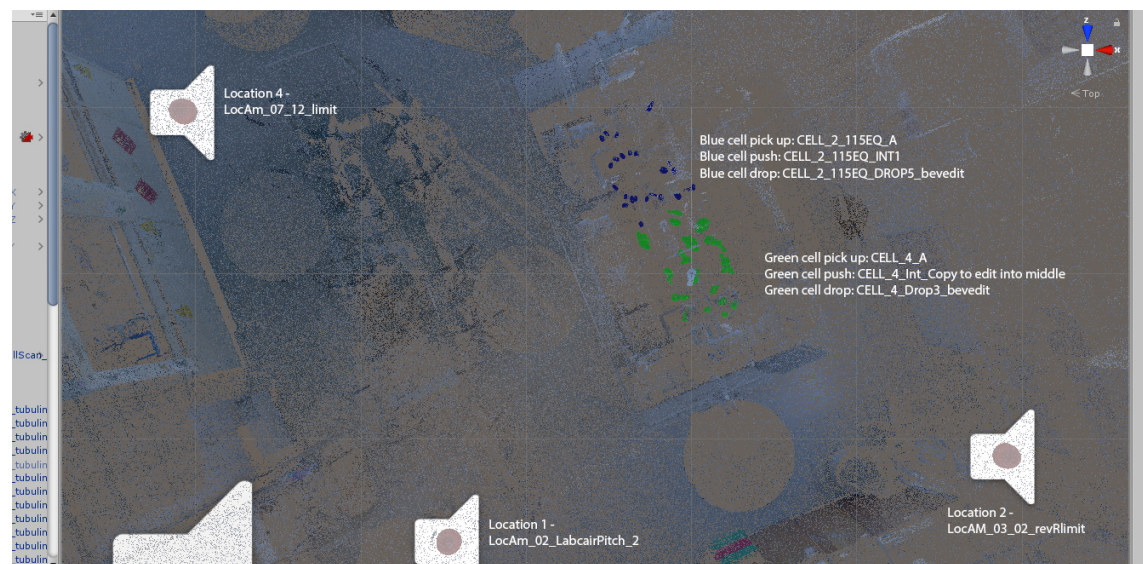 z
x
< Top
Location 4 -
LocAm_07_12_limit
Blue cell pick up: CELL_2_115EQ_A
Blue cell push: CELL_2_115EQ_INT1
Blue cell drop: CELL_2_115EQ_DROP5_bevedit
Green cell pick up: CELL_4_A
Green cell push: CELL_4_Int_Copy to edit into middle
Green cell drop: CELL_4_Drop3_bevedit
llScan_
_tubulin
_tubulin
_tubulin
_tubulin
_tubulin
_tubulin
_tubulin
_tubulin
_tubulin
_tubulin
_tubulin
_tubulin
Location 1 -
LocAm_02_LabcairPitch_2
Location 2 -
LocAM_03_02_revRlimit